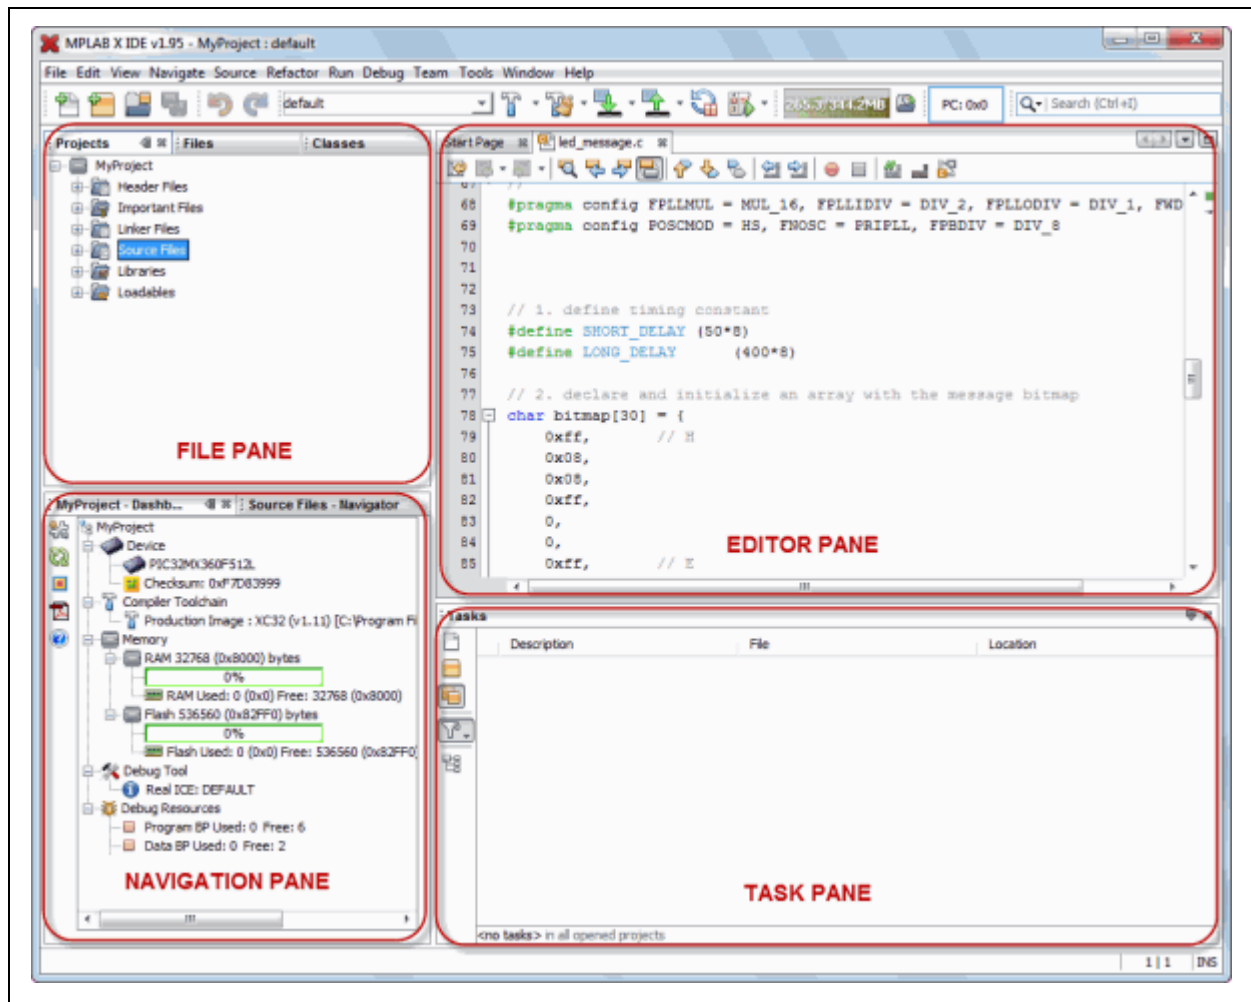 MPLAB X IDE v1.95 - MyProject : default
File Edit View Navigate Source Refactor Run Debug Team Tools Window Help
default
PC: 0x0
Search (Ctrl+I)
Projects
Files
Classes
MyProject
Header Files
Important Files
Linker Files
Source Files
Libraries
Loadables
FILE PANE
MyProject - Dashb...
Source Files - Navigator
MyProject
Device
PIC32MX360F512L
Checksum: 0xF7D83999
Compiler Toolchain
Production Image : XC32 (v1.11) [C:\Program Fi
Memory
RAM 32768 (0x8000) bytes
0%
RAM Used: 0 (0x0) Free: 32768 (0x8000)
Flash 536560 (0x82FF0) bytes
0%
Flash Used: 0 (0x0) Free: 536560 (0x82FF0)
Debug Tool
Real ICE: DEFAULT
Debug Resources
Program BP Used: 0 Free: 6
Data BP Used: 0 Free: 2
NAVIGATION PANE
Start Page
led_message.c
67 //
68 #pragma config FPLLMUL = MUL_16, FPLLIDIV = DIV_2, FPLLODIV = DIV_1, FWD
69 #pragma config POSCMOD = HS, FNOSC = PRIPLL, FPBDIV = DIV_8
70
71
72
73 // 1. define timing constant
74 #define SHORT_DELAY (50*8)
75 #define LONG_DELAY (400*8)
76
77 // 2. declare and initialize an array with the message bitmap
78 char bitmap[30] = {
79 0xff, // H
80 0x08,
81 0x08,
82 0xff,
83 0,
84 0,
85 0xff, // E
EDITOR PANE
Tasks
Description
File
Location
TASK PANE
<no tasks> in all opened projects
1 | 1
INS